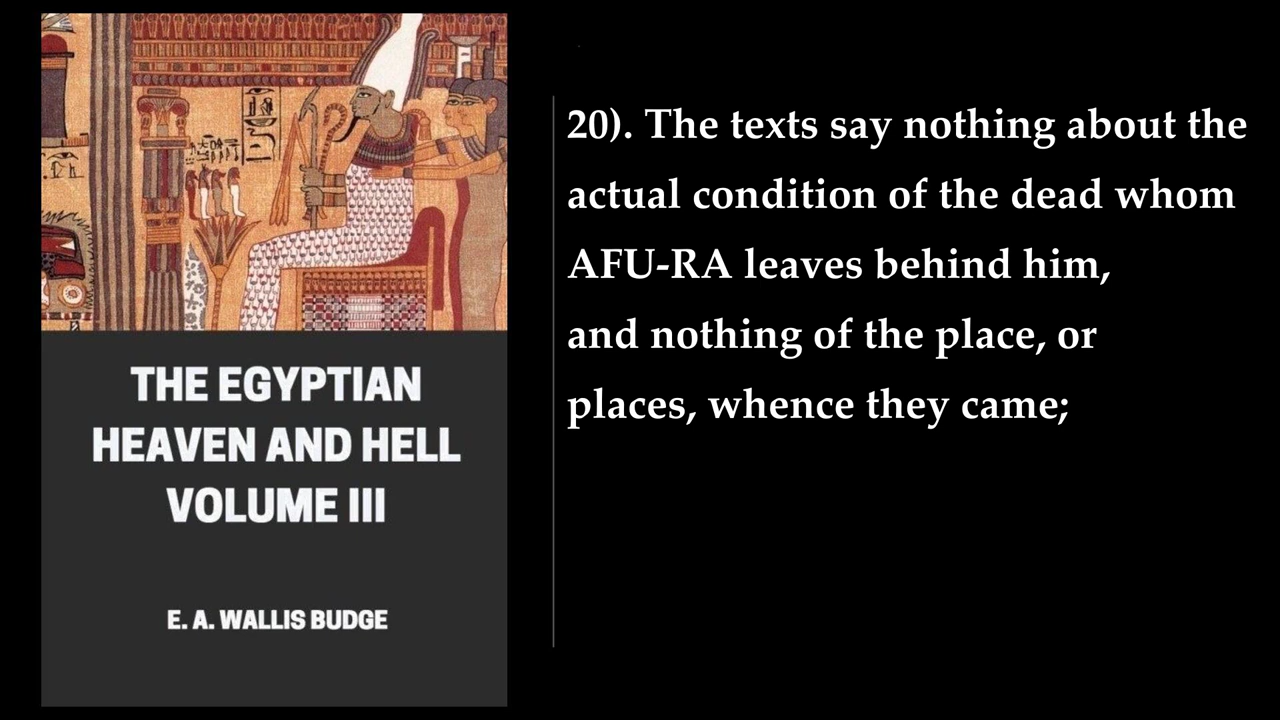 THE EGYPTIAN
HEAVEN AND HELL
VOLUME III
E. A. WALLIS BUDGE
20). The texts say nothing about the
actual condition of the dead whom
AFU-RA leaves behind him,
and nothing of the place, or
places, whence they came;